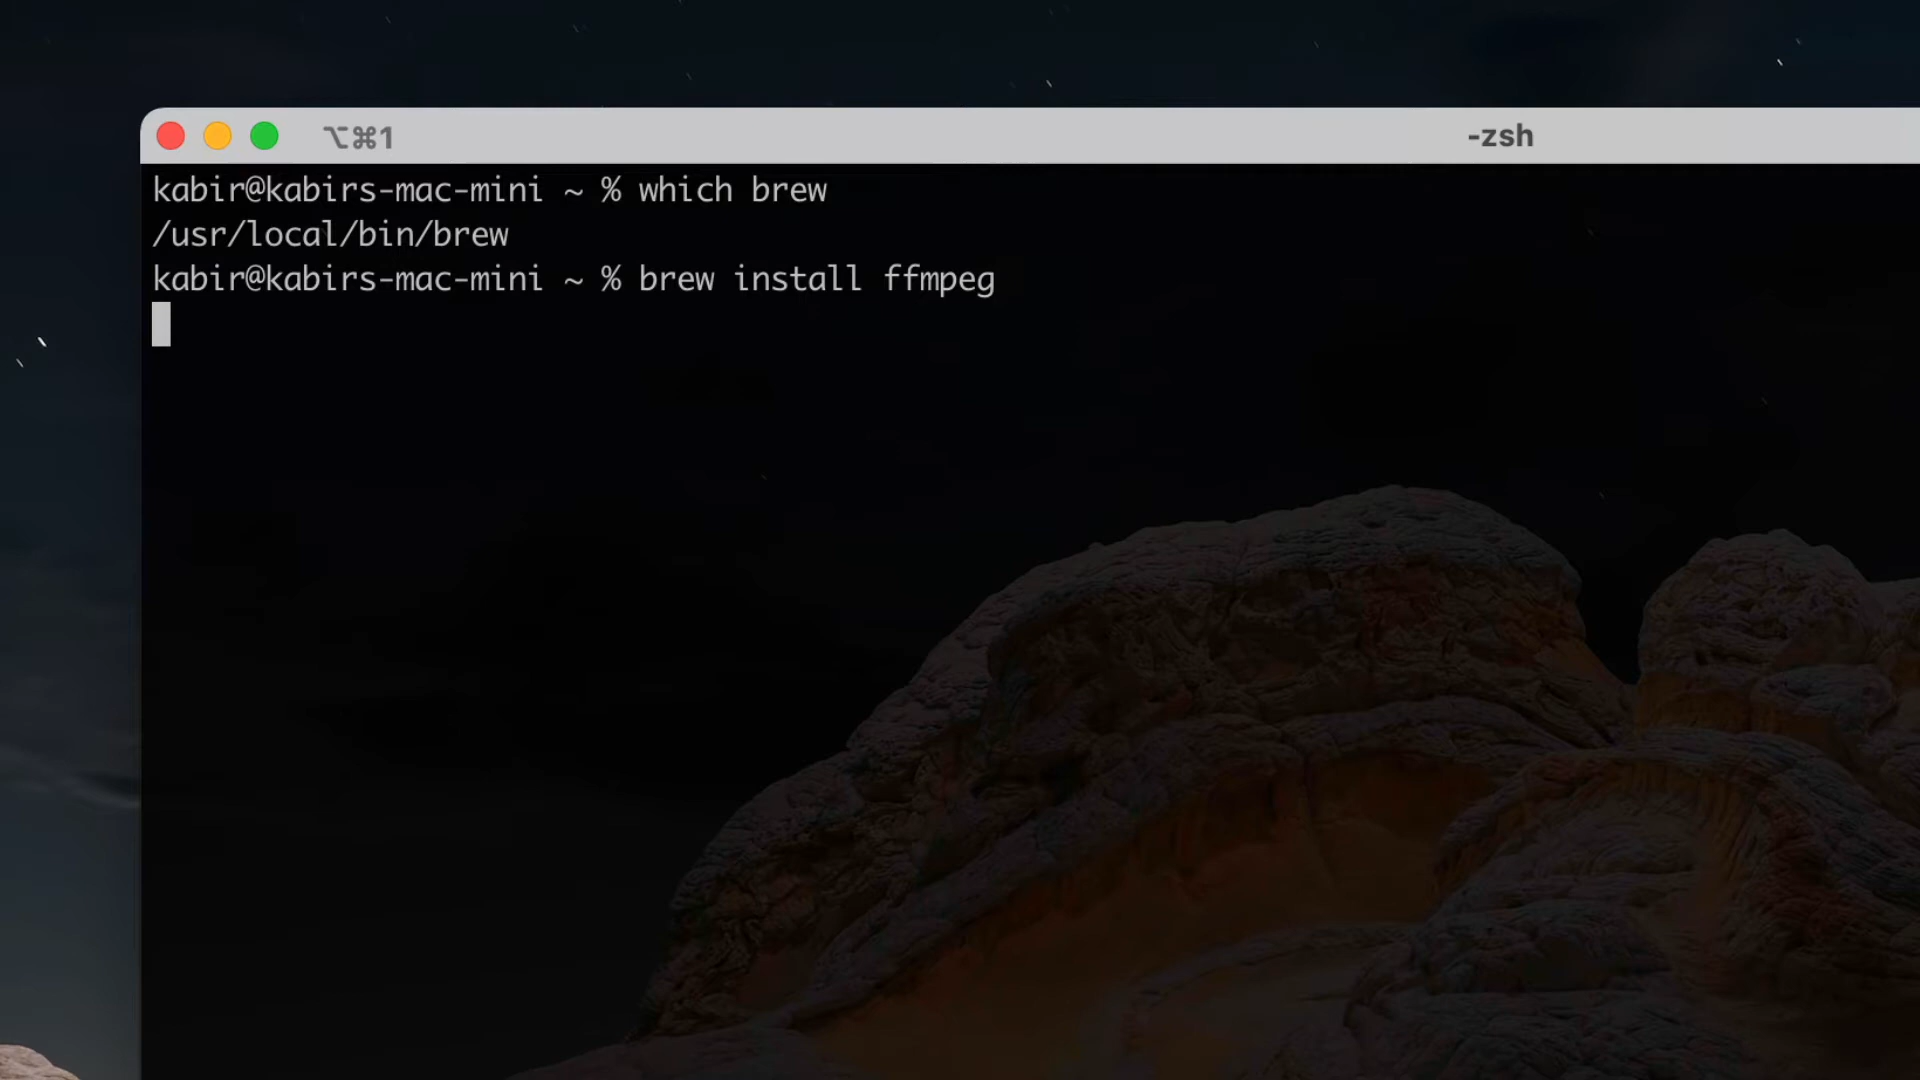 ⌥⌘1
-zsh
kabir@kabirs-mac-mini ~ % which brew
/usr/local/bin/brew
kabir@kabirs-mac-mini ~ % brew install ffmpeg